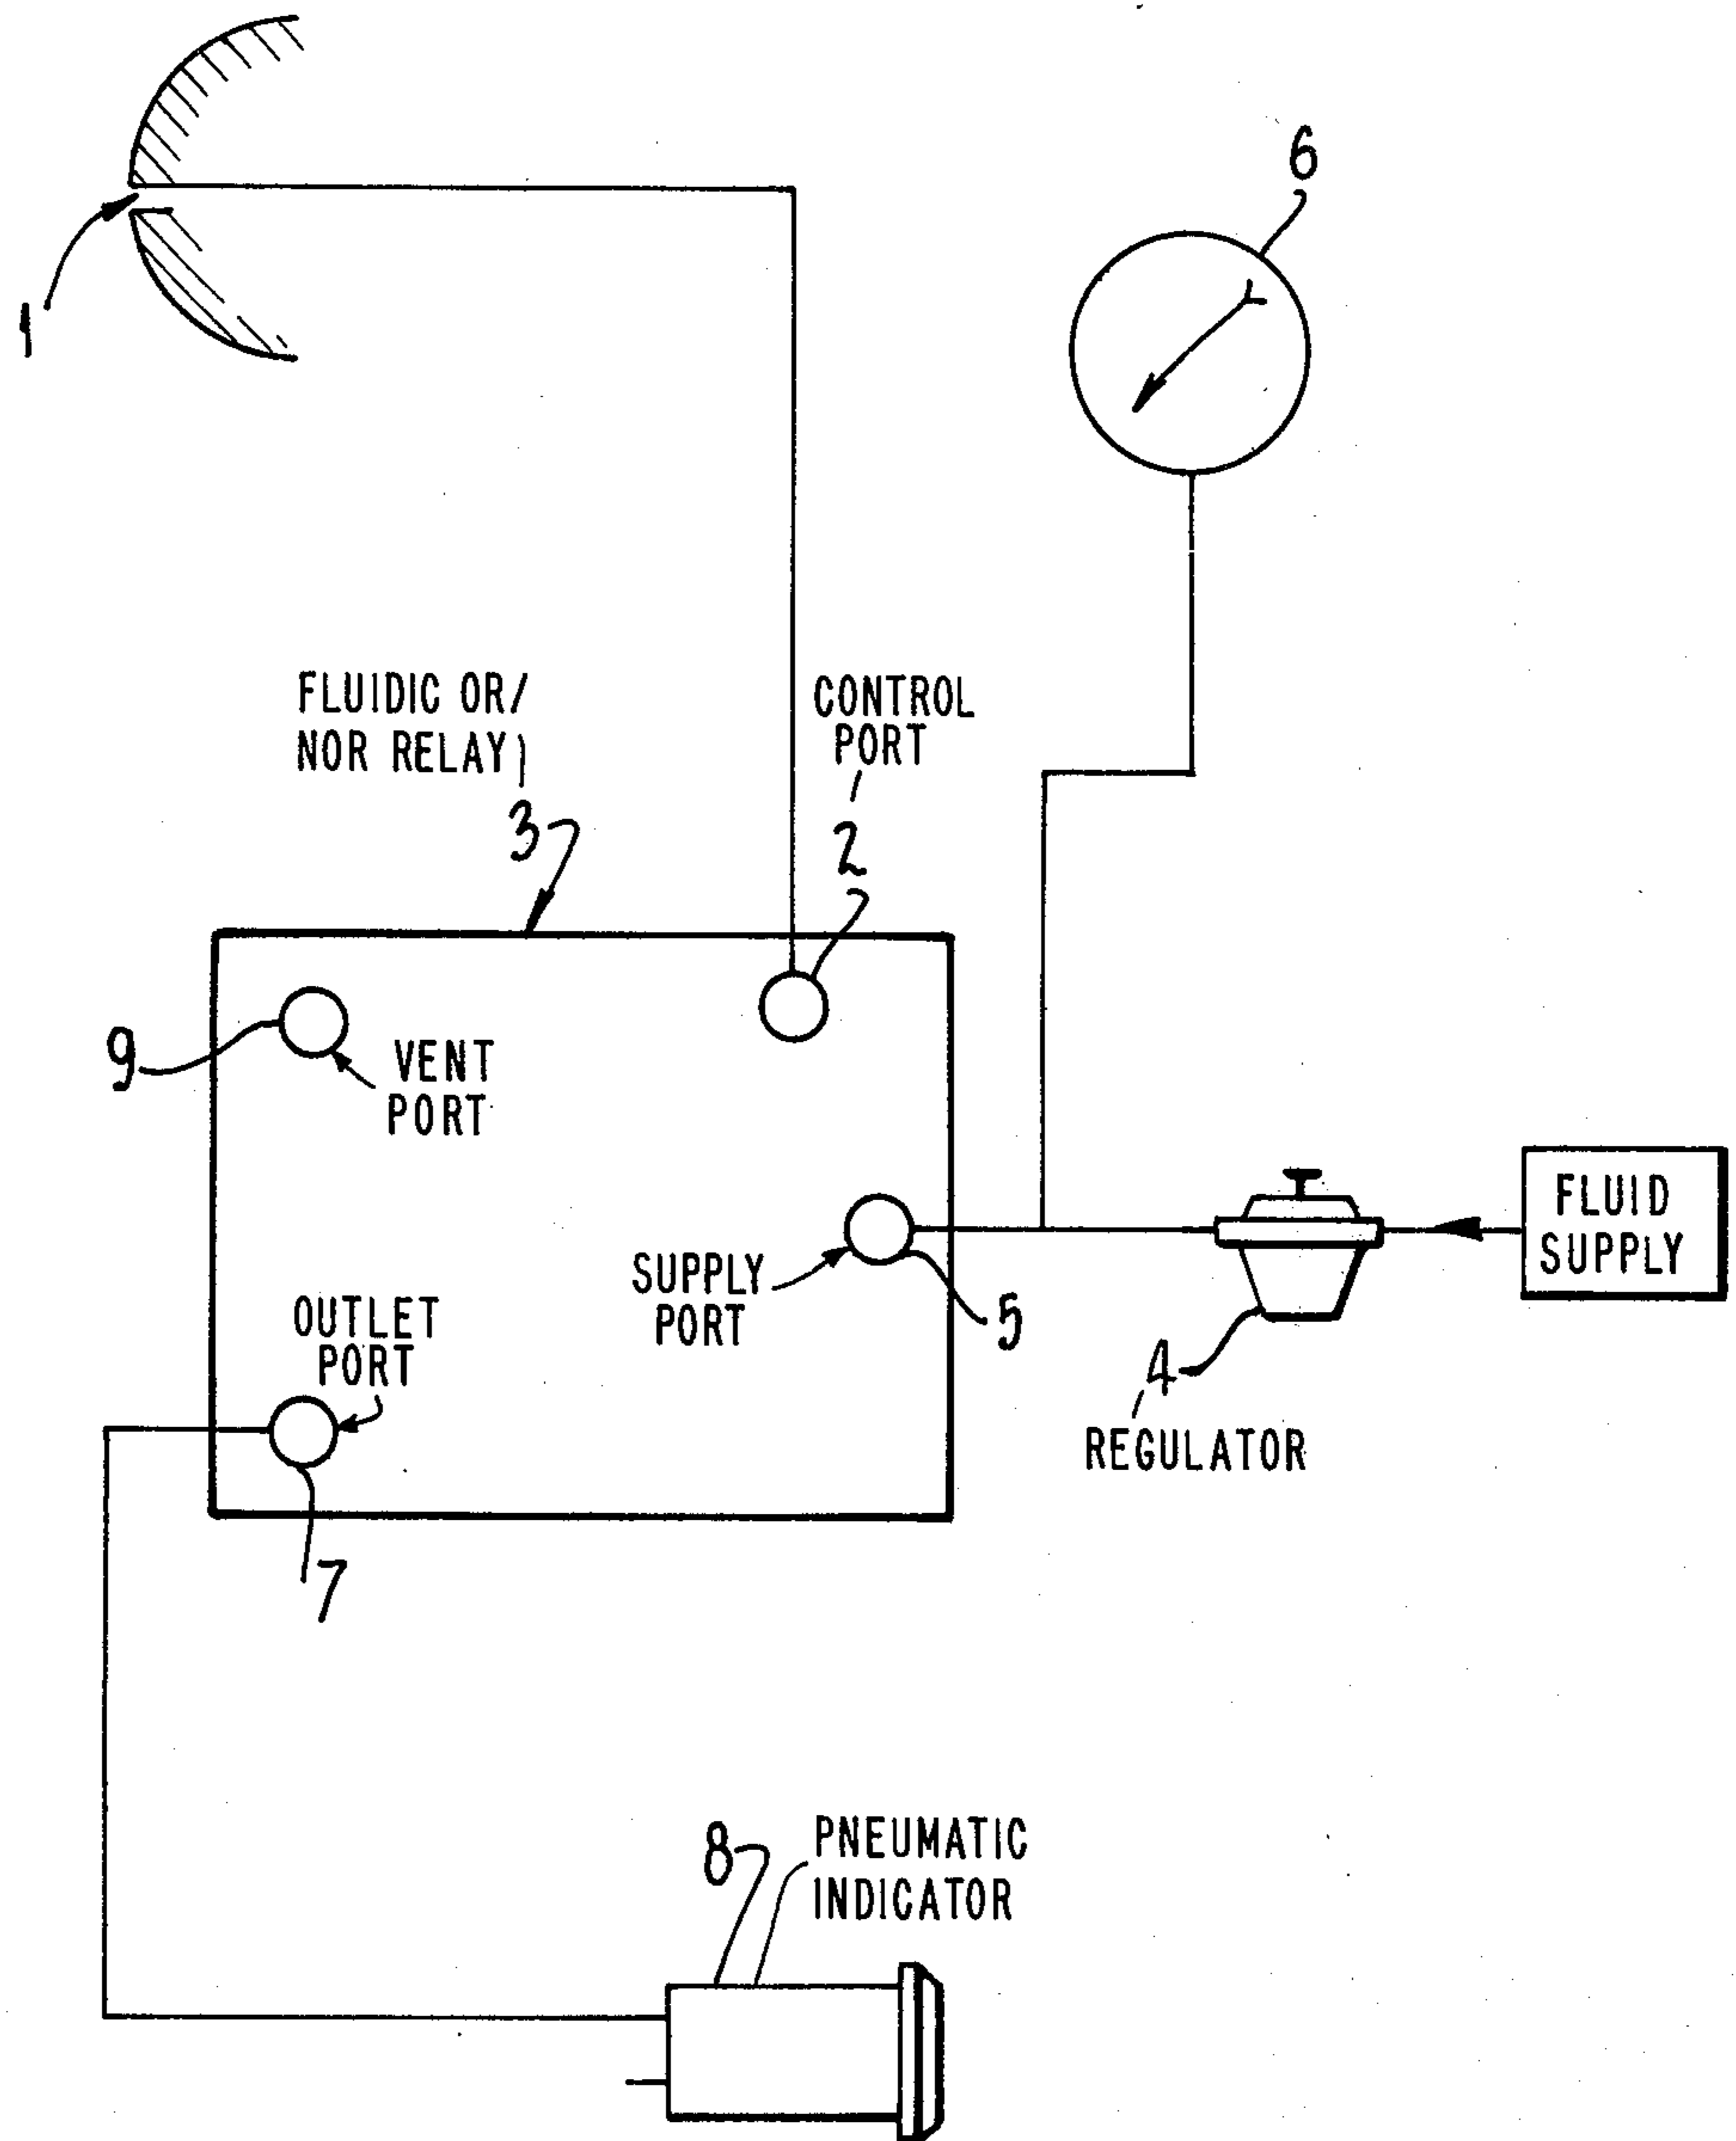 1
6
FLUIDIC OR/
NOR RELAY
3
CONTROL
PORT
2
9
VENT
PORT
SUPPLY
PORT
5
FLUID
SUPPLY
4
REGULATOR
OUTLET
PORT
7
8
PNEUMATIC
INDICATOR